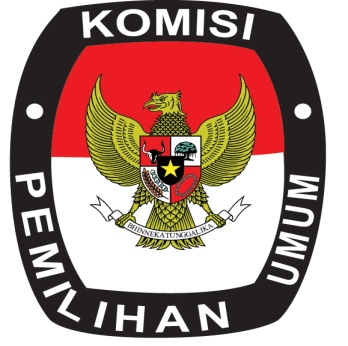 KOMISI
PEMILIHAN UMUM
BHINNEKA TUNGGAL IKA